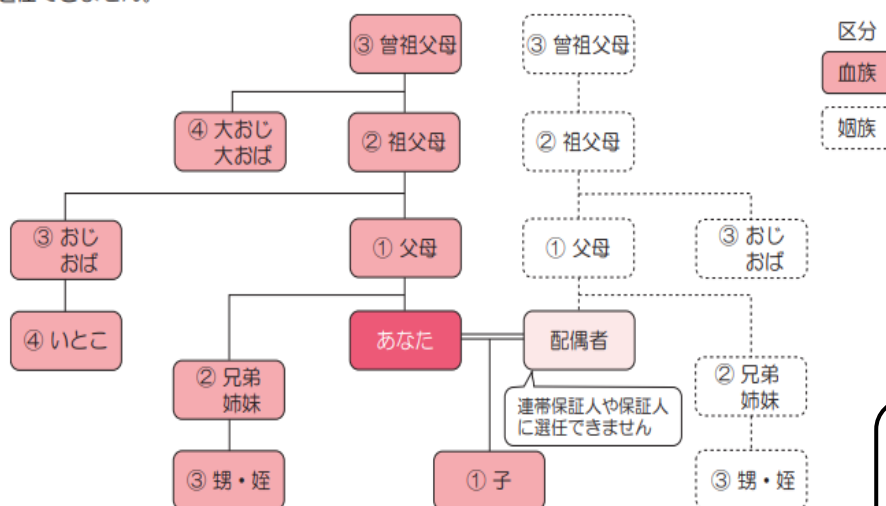 ③ 曾祖父母
③ 曾祖父母
区分
血族
姻族
④ 大おじ
大おば
② 祖父母
② 祖父母
③ おじ
おば
① 父母
① 父母
③ おじ
おば
④ いとこ
あなた
配偶者
② 兄弟
姉妹
連帯保証人や保証人
に選任できません
② 兄弟
姉妹
③ 甥・姪
① 子
③ 甥・姪